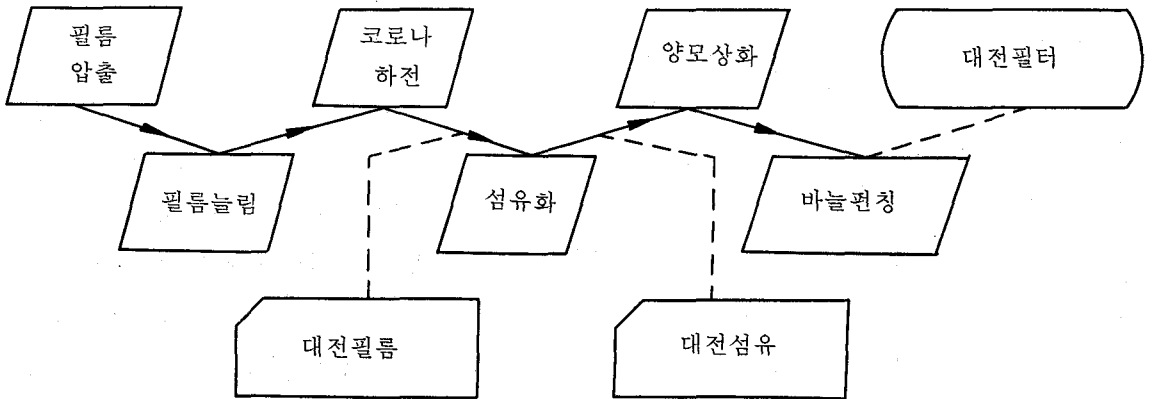 필름
압출
코로나
하전
양모상화
대전필터
필름늘림
섬유화
바늘펀칭
대전필름
대전섬유